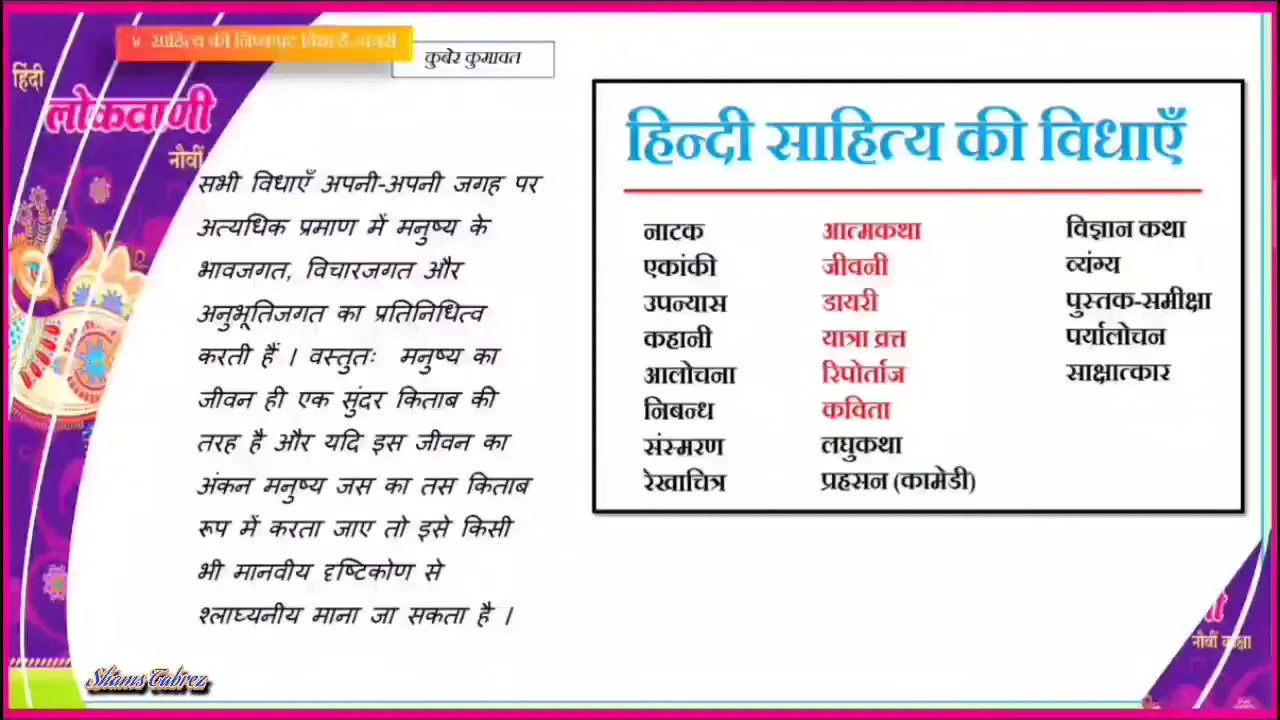 ४ साहित्य की निष्कपट विधा है-डायरी
कुबेर कुमावत
हिंदी
लोकवाणी
नौवीं
सभी विधाएँ अपनी-अपनी जगह पर
अत्यधिक प्रमाण में मनुष्य के
भावजगत, विचारजगत और
अनुभूतिजगत का प्रतिनिधित्व
करती हैं । वस्तुतः मनुष्य का
जीवन ही एक सुंदर किताब की
तरह है और यदि इस जीवन का
अंकन मनुष्य जस का तस किताब
रूप में करता जाए तो इसे किसी
भी मानवीय दृष्टिकोण से
श्लाघ्यनीय माना जा सकता है ।
हिन्दी साहित्य की विधाएँ
नाटक आत्मकथा विज्ञान कथा
एकांकी जीवनी व्यंग्य
उपन्यास डायरी पुस्तक-समीक्षा
कहानी यात्रा व्रत्त पर्यालोचन
आलोचना रिपोर्ताज साक्षात्कार
निबन्ध कविता
संस्मरण लघुकथा
रेखाचित्र प्रहसन (कामेडी)
नौवीं कक्षा
Shams Tabrez